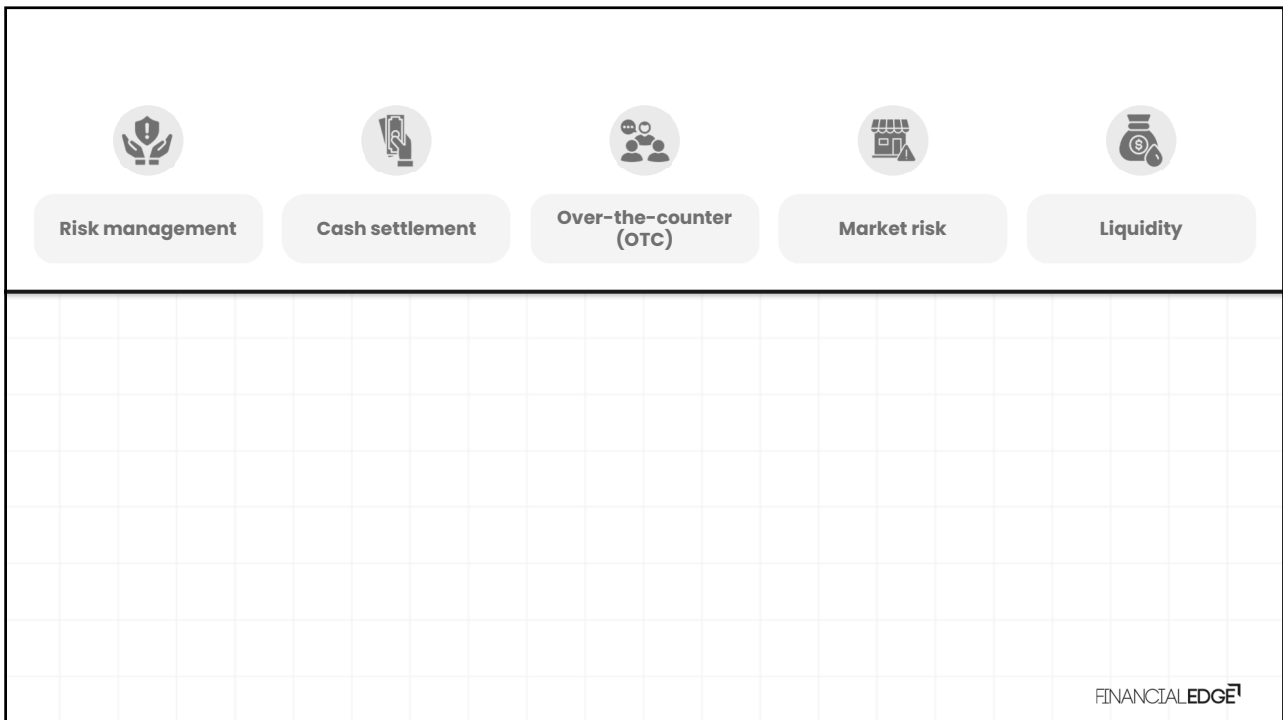 Risk management
Cash settlement
Over-the-counter
(OTC)
Market risk
Liquidity
FINANCIALEDGE